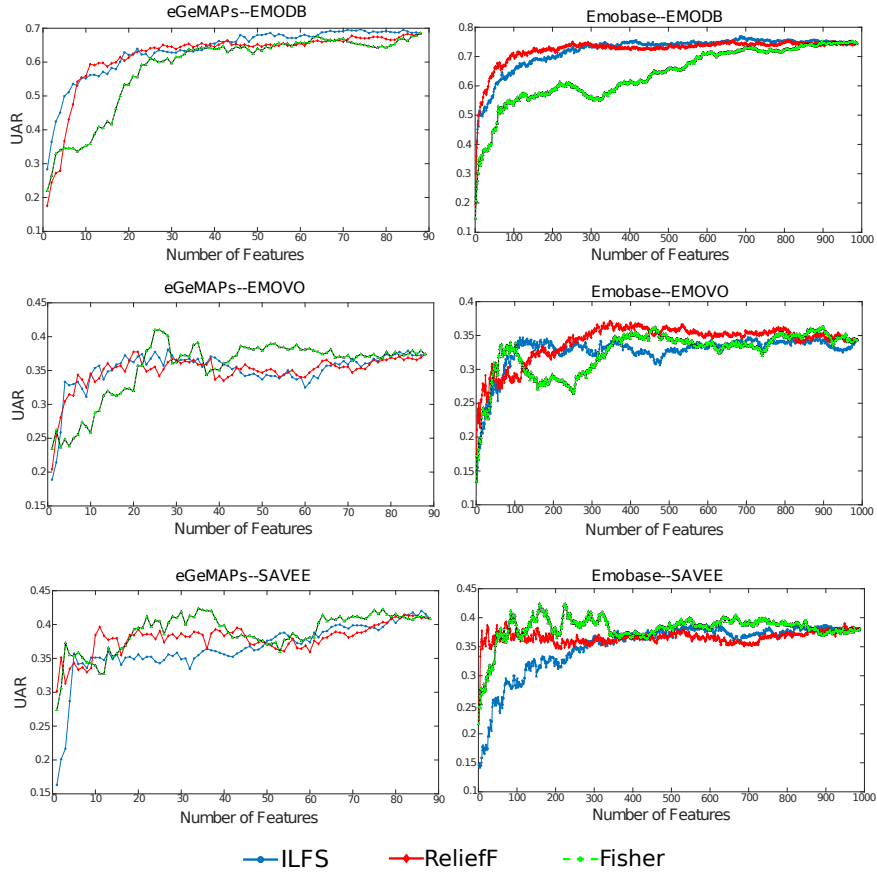 eGeMAPs--EMODB
0.7
0.6
0.5
0.4
0.3
0.2
0.1
UAR
0 10 20 30 40 50 60 70 80 90
Number of Features
Emobase--EMODB
0.8
0.7
0.6
0.5
0.4
0.3
0.2
0.1
0 100 200 300 400 500 600 700 800 900 1000
Number of Features
eGeMAPs--EMOVO
0.45
0.4
0.35
0.3
0.25
0.2
0.15
UAR
0 10 20 30 40 50 60 70 80 90
Number of Features
Emobase--EMOVO
0.4
0.35
0.3
0.25
0.2
0.15
0.1
0 100 200 300 400 500 600 700 800 900 1000
Number of Features
eGeMAPs--SAVEE
0.45
0.4
0.35
0.3
0.25
0.2
0.15
UAR
0 10 20 30 40 50 60 70 80 90
Number of Features
Emobase--SAVEE
0.45
0.4
0.35
0.3
0.25
0.2
0.15
0.1
0 100 200 300 400 500 600 700 800 900 1000
Number of Features
ILFS ReliefF Fisher